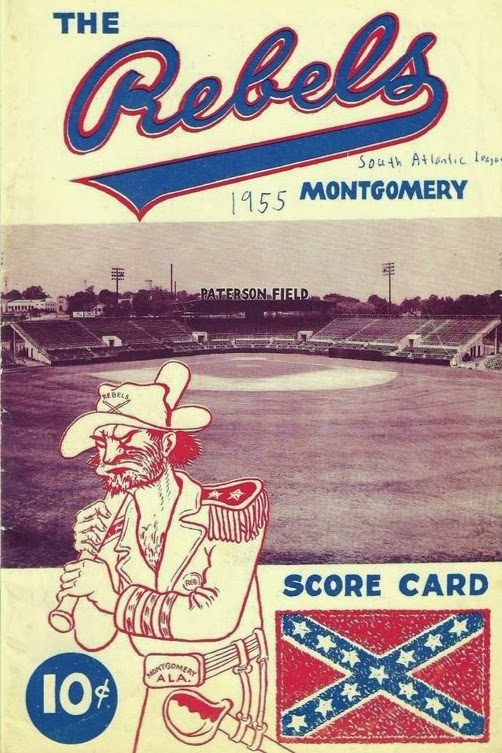 THE
Rebels
South Atlantic League
1955 MONTGOMERY
PATERSON FIELD
REBELS
REB
MONTGOMERY
ALA.
SCORE CARD
10¢